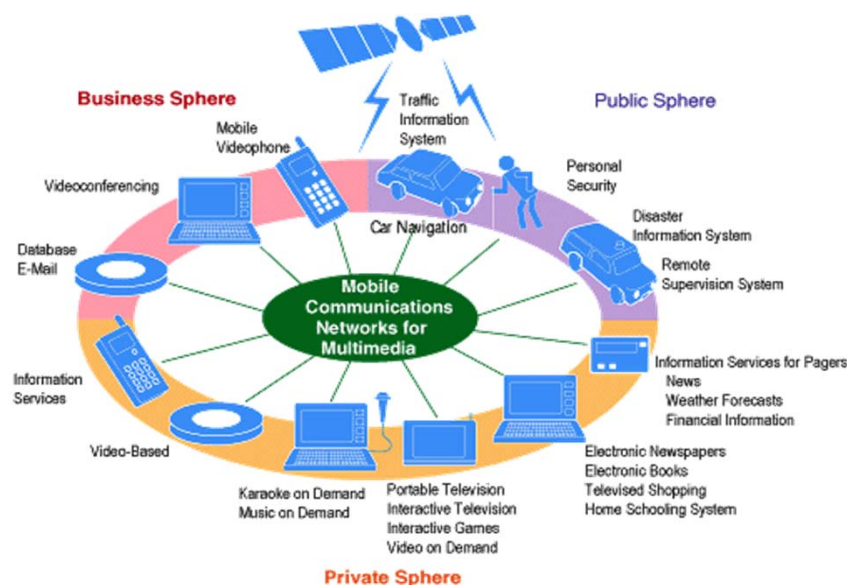 Business Sphere
Public Sphere
Traffic
Information
System
Mobile
Videophone
Personal
Security
Videoconferencing
Disaster
Information System
Car Navigation
Database
E-Mail
Remote
Supervision System
Mobile
Communications
Networks for
Multimedia
Information
Services
Information Services for Pagers
News
Weather Forecasts
Financial Information
Video-Based
Electronic Newspapers
Electronic Books
Televised Shopping
Home Schooling System
Karaoke on Demand
Music on Demand
Portable Television
Interactive Television
Interactive Games
Video on Demand
Private Sphere